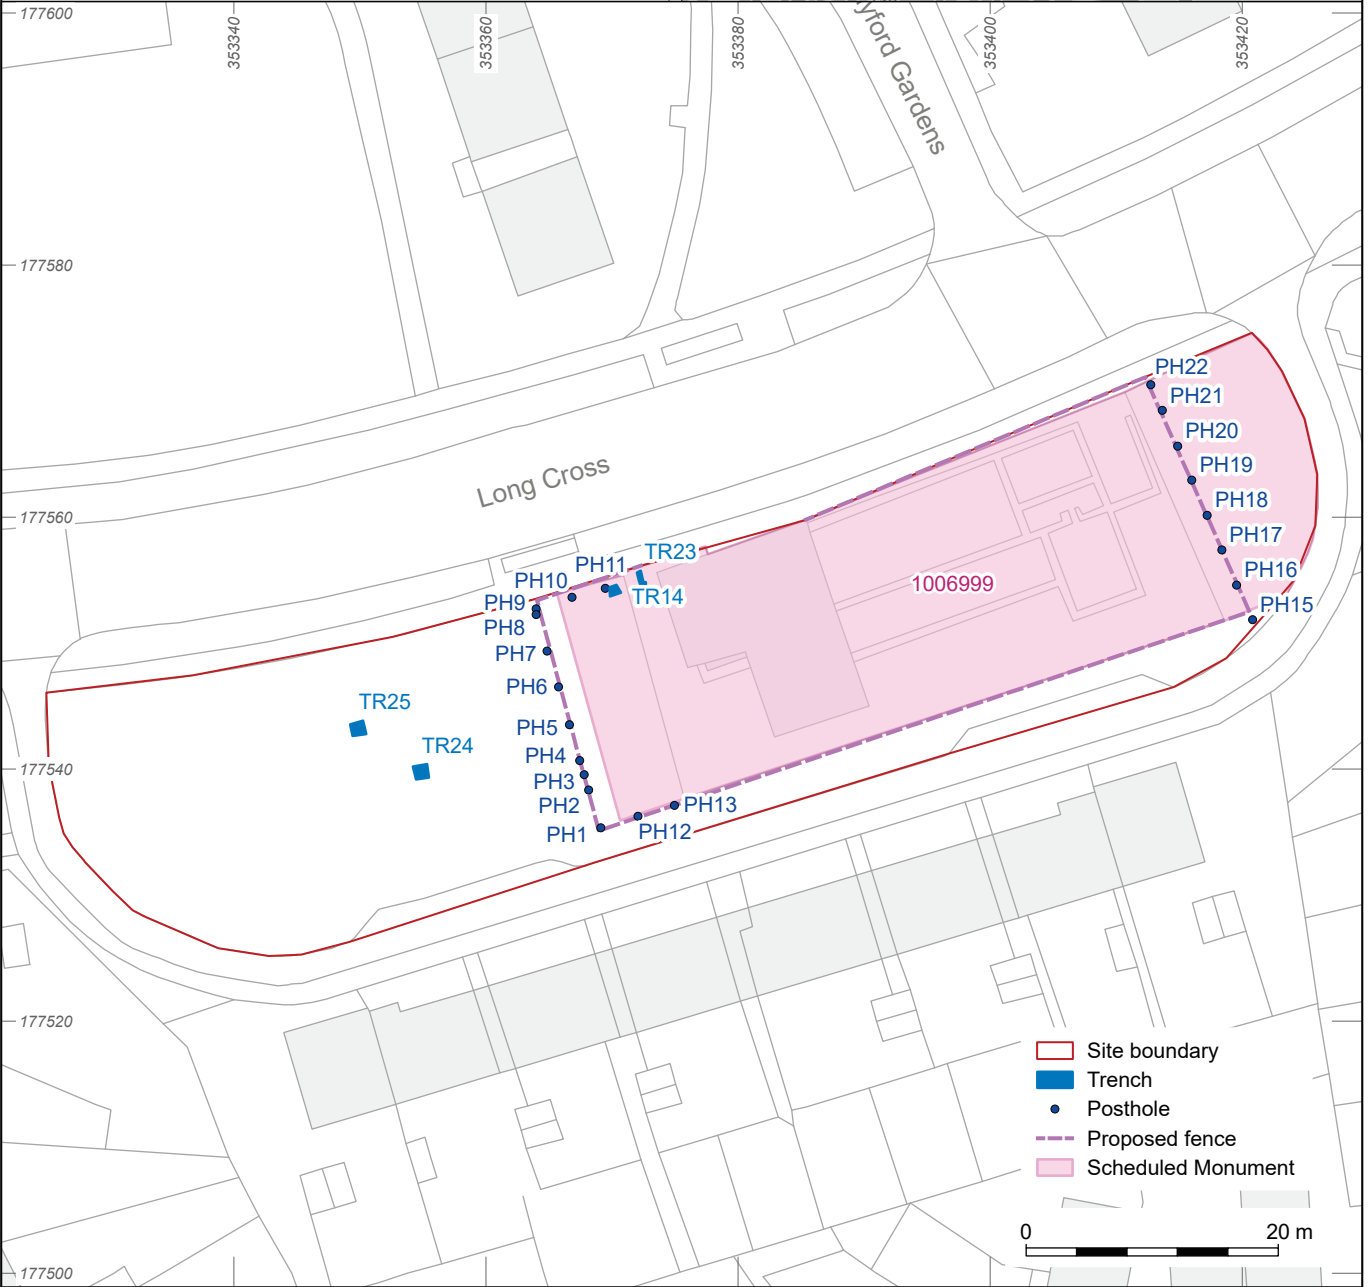 177600
353340
353360
353380
353400
353420
yford Gardens
177580
PH22
PH21
PH20
PH19
PH18
PH17
PH16
PH15
Long Cross
177560
TR23
PH11
PH10
TR14
1006999
PH9
PH8
PH7
PH6
PH5
PH4
PH3
PH2
PH1
PH13
PH12
TR25
TR24
177540
177520
Site boundary
Trench
Posthole
Proposed fence
Scheduled Monument
0 20 m
177500